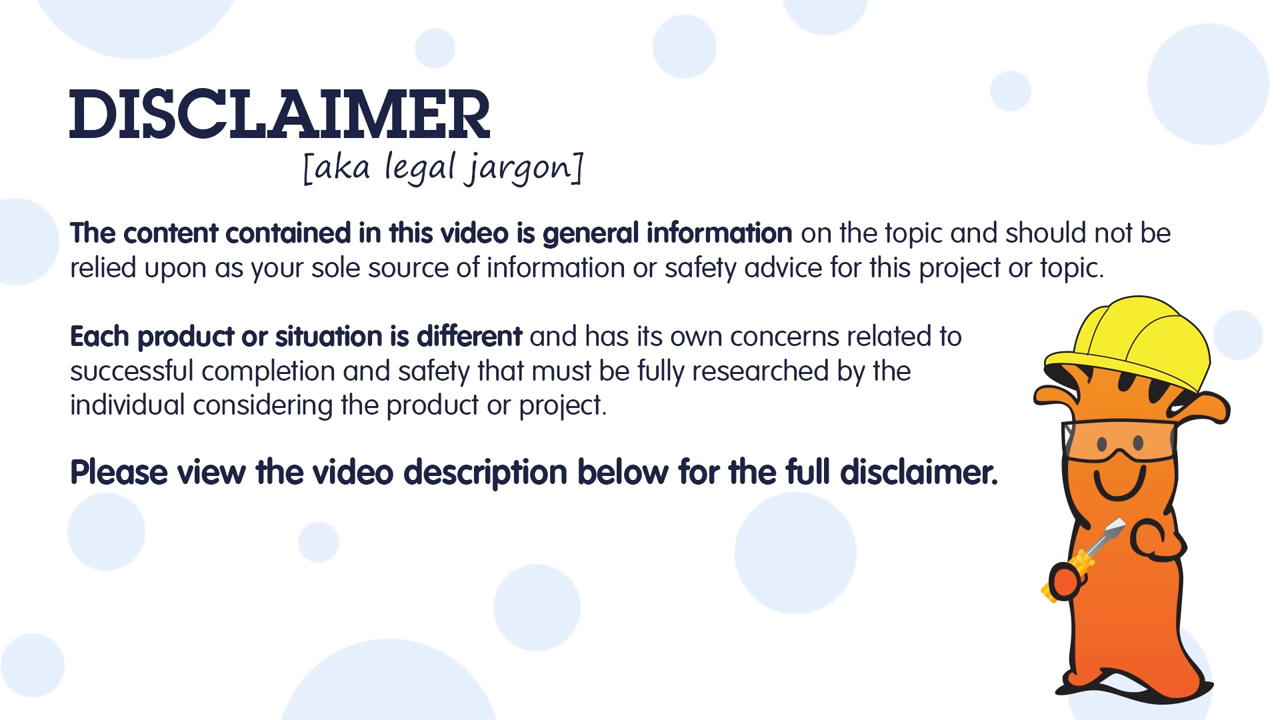 DISCLAIMER
[aka legal jargon]
The content contained in this video is general information on the topic and should not be
relied upon as your sole source of information or safety advice for this project or topic.
Each product or situation is different and has its own concerns related to
successful completion and safety that must be fully researched by the
individual considering the product or project.
Please view the video description below for the full disclaimer.